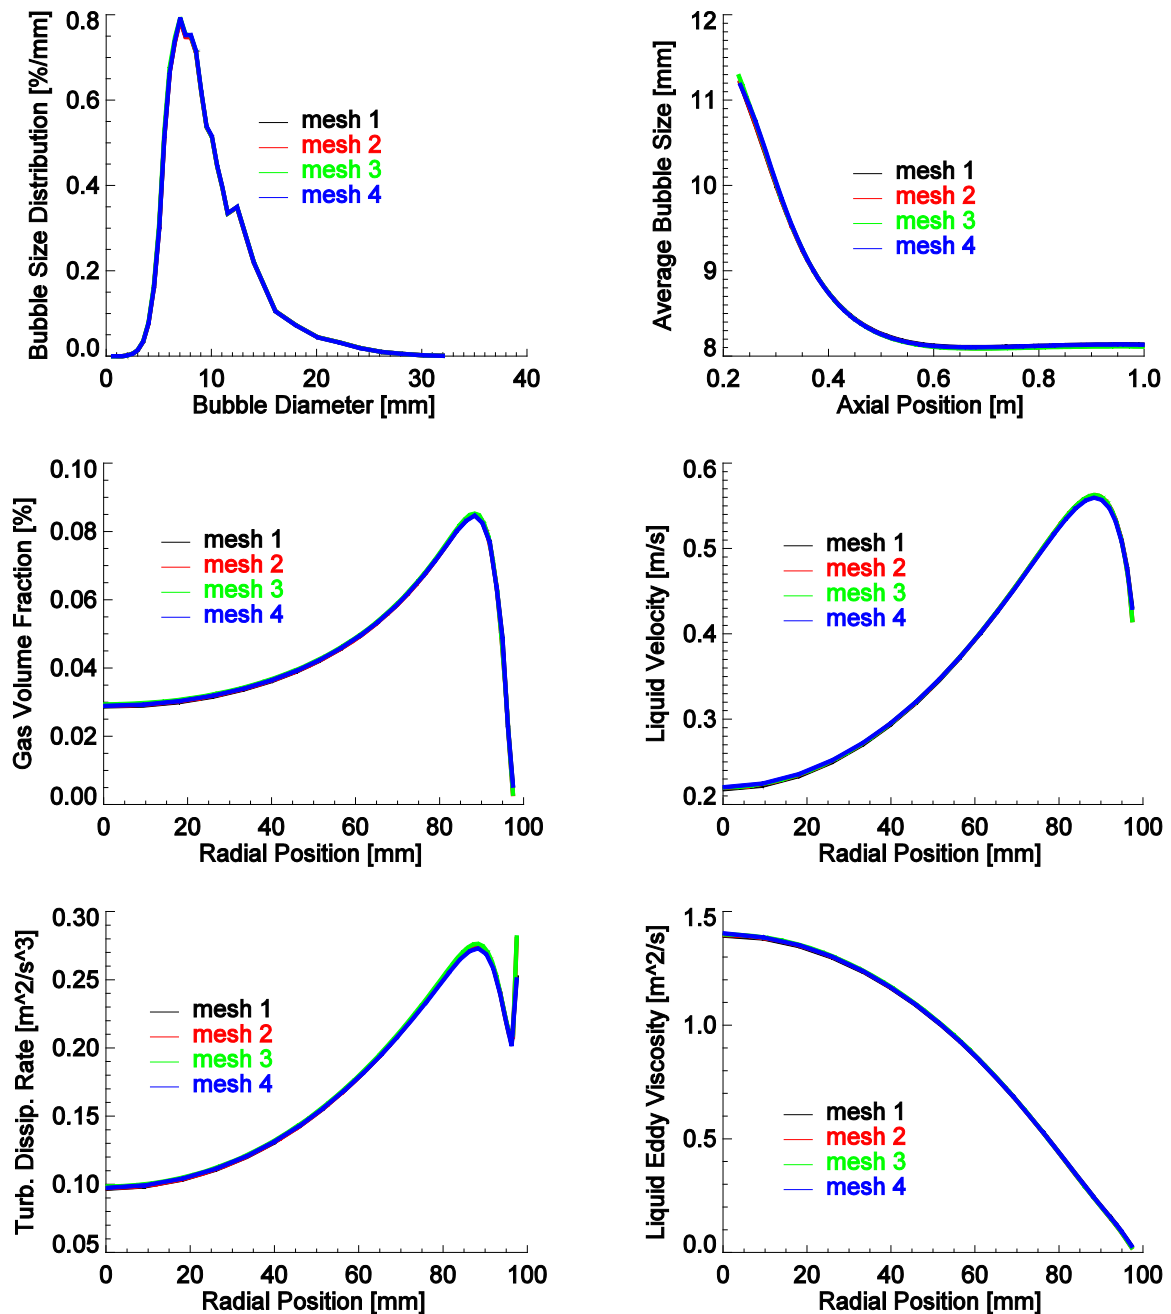 Bubble Size Distribution [%/mm]
0.8
0.6
0.4
0.2
0.0
mesh 1
mesh 2
mesh 3
mesh 4
0 10 20 30 40
Bubble Diameter [mm]
Average Bubble Size [mm]
12
11
10
9
8
mesh 1
mesh 2
mesh 3
mesh 4
0.2 0.4 0.6 0.8 1.0
Axial Position [m]
Gas Volume Fraction [%]
0.10
0.08
0.06
0.04
0.02
0.00
mesh 1
mesh 2
mesh 3
mesh 4
0 20 40 60 80 100
Radial Position [mm]
Liquid Velocity [m/s]
0.6
0.5
0.4
0.3
0.2
mesh 1
mesh 2
mesh 3
mesh 4
0 20 40 60 80 100
Radial Position [mm]
Turb. Dissip. Rate [m^2/s^3]
0.30
0.25
0.20
0.15
0.10
0.05
mesh 1
mesh 2
mesh 3
mesh 4
0 20 40 60 80 100
Radial Position [mm]
Liquid Eddy Viscosity [m^2/s]
1.5
1.0
0.5
0.0
mesh 1
mesh 2
mesh 3
mesh 4
0 20 40 60 80 100
Radial Position [mm]